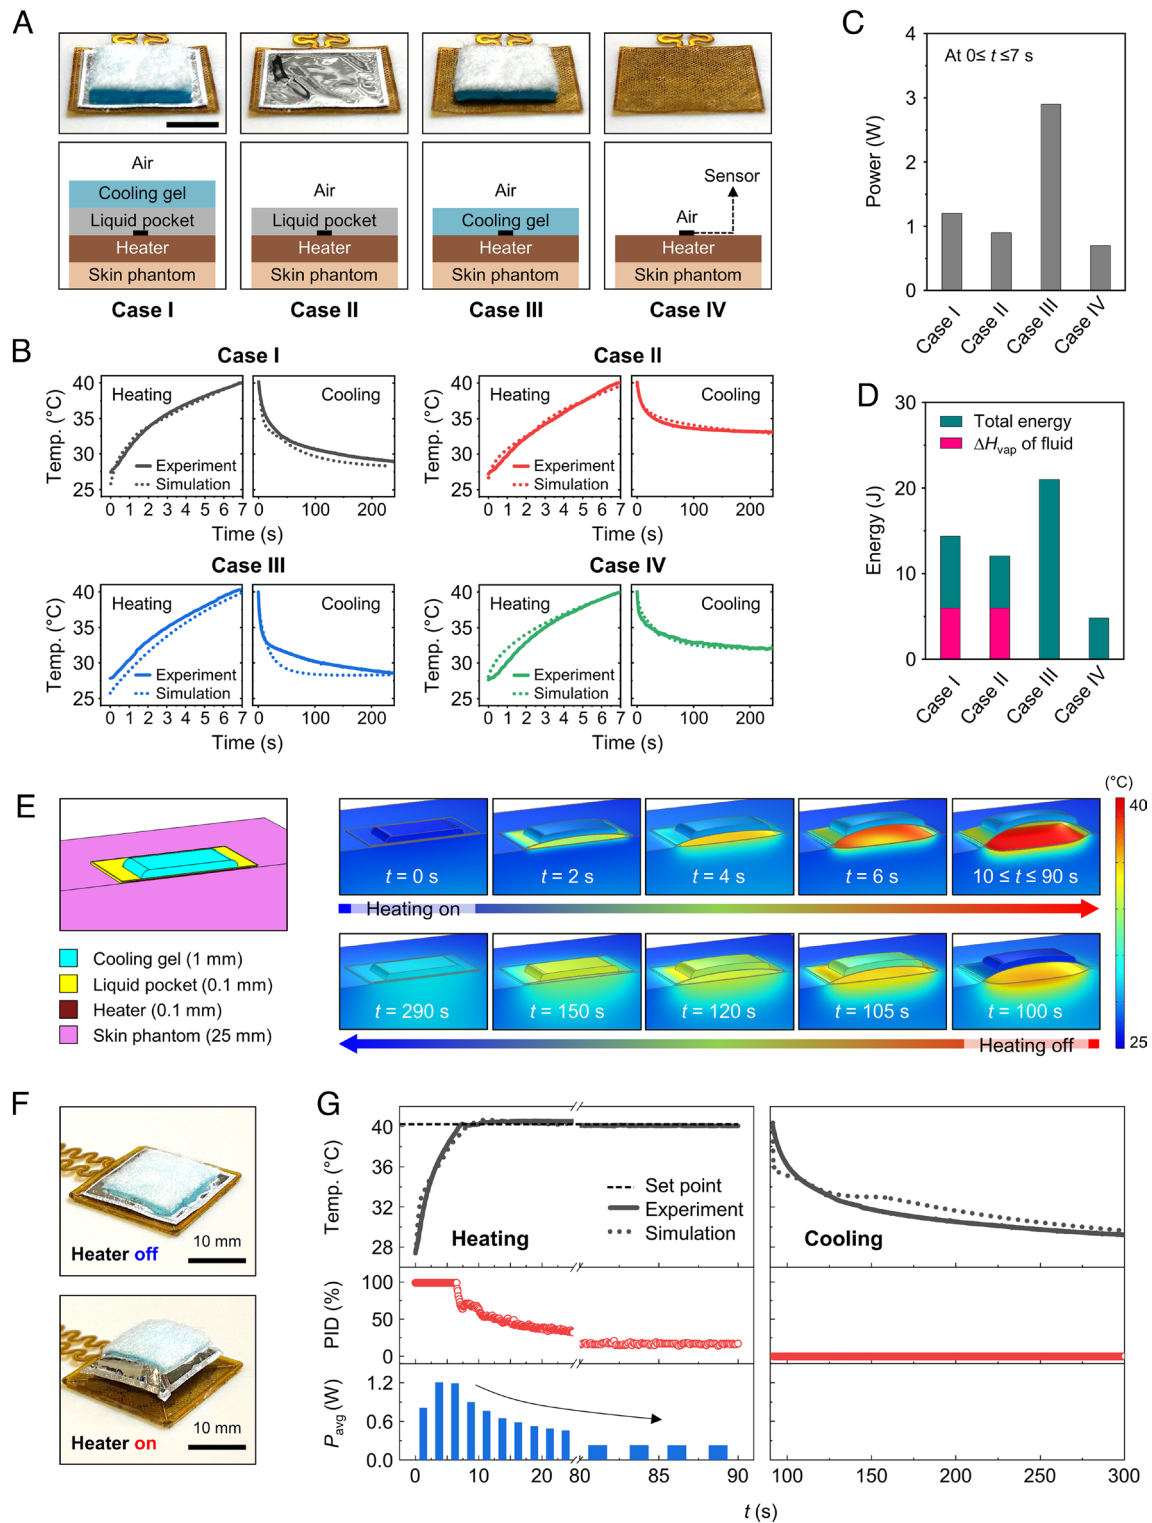 A
Air
Cooling gel
Liquid pocket
Heater
Skin phantom
Case I
Air
Liquid pocket
Heater
Skin phantom
Case II
Air
Cooling gel
Heater
Skin phantom
Case III
Sensor
Air
Heater
Skin phantom
Case IV
B
Case I
Temp. (°C)
40
35
30
25
Heating
Experiment
Simulation
0 1 2 3 4 5 6 7
Cooling
0 100 200
Time (s)
Case II
Temp. (°C)
40
35
30
25
Heating
Experiment
Simulation
0 1 2 3 4 5 6 7
Cooling
0 100 200
Time (s)
Case III
Temp. (°C)
40
35
30
25
Heating
Experiment
Simulation
0 1 2 3 4 5 6 7
Cooling
0 100 200
Time (s)
Case IV
Temp. (°C)
40
35
30
25
Heating
Experiment
Simulation
0 1 2 3 4 5 6 7
Cooling
0 100 200
Time (s)
C
At 0≤ t ≤7 s
Power (W)
4
3
2
1
0
Case I
Case II
Case III
Case IV
D
Total energy
ΔHvap of fluid
Energy (J)
30
20
10
0
Case I
Case II
Case III
Case IV
E
Cooling gel (1 mm)
Liquid pocket (0.1 mm)
Heater (0.1 mm)
Skin phantom (25 mm)
t = 0 s
t = 2 s
t = 4 s
t = 6 s
10 ≤ t ≤ 90 s
Heating on
t = 290 s
t = 150 s
t = 120 s
t = 105 s
t = 100 s
Heating off
(°C)
40
25
F
Heater off
10 mm
Heater on
10 mm
G
Temp. (°C)
40
36
32
28
Set point
Experiment
Simulation
Heating
Cooling
PID (%)
100
50
0
Pavg (W)
1.2
0.6
0.0
0 10 20 80 85 90
100 150 200 250 300
t (s)